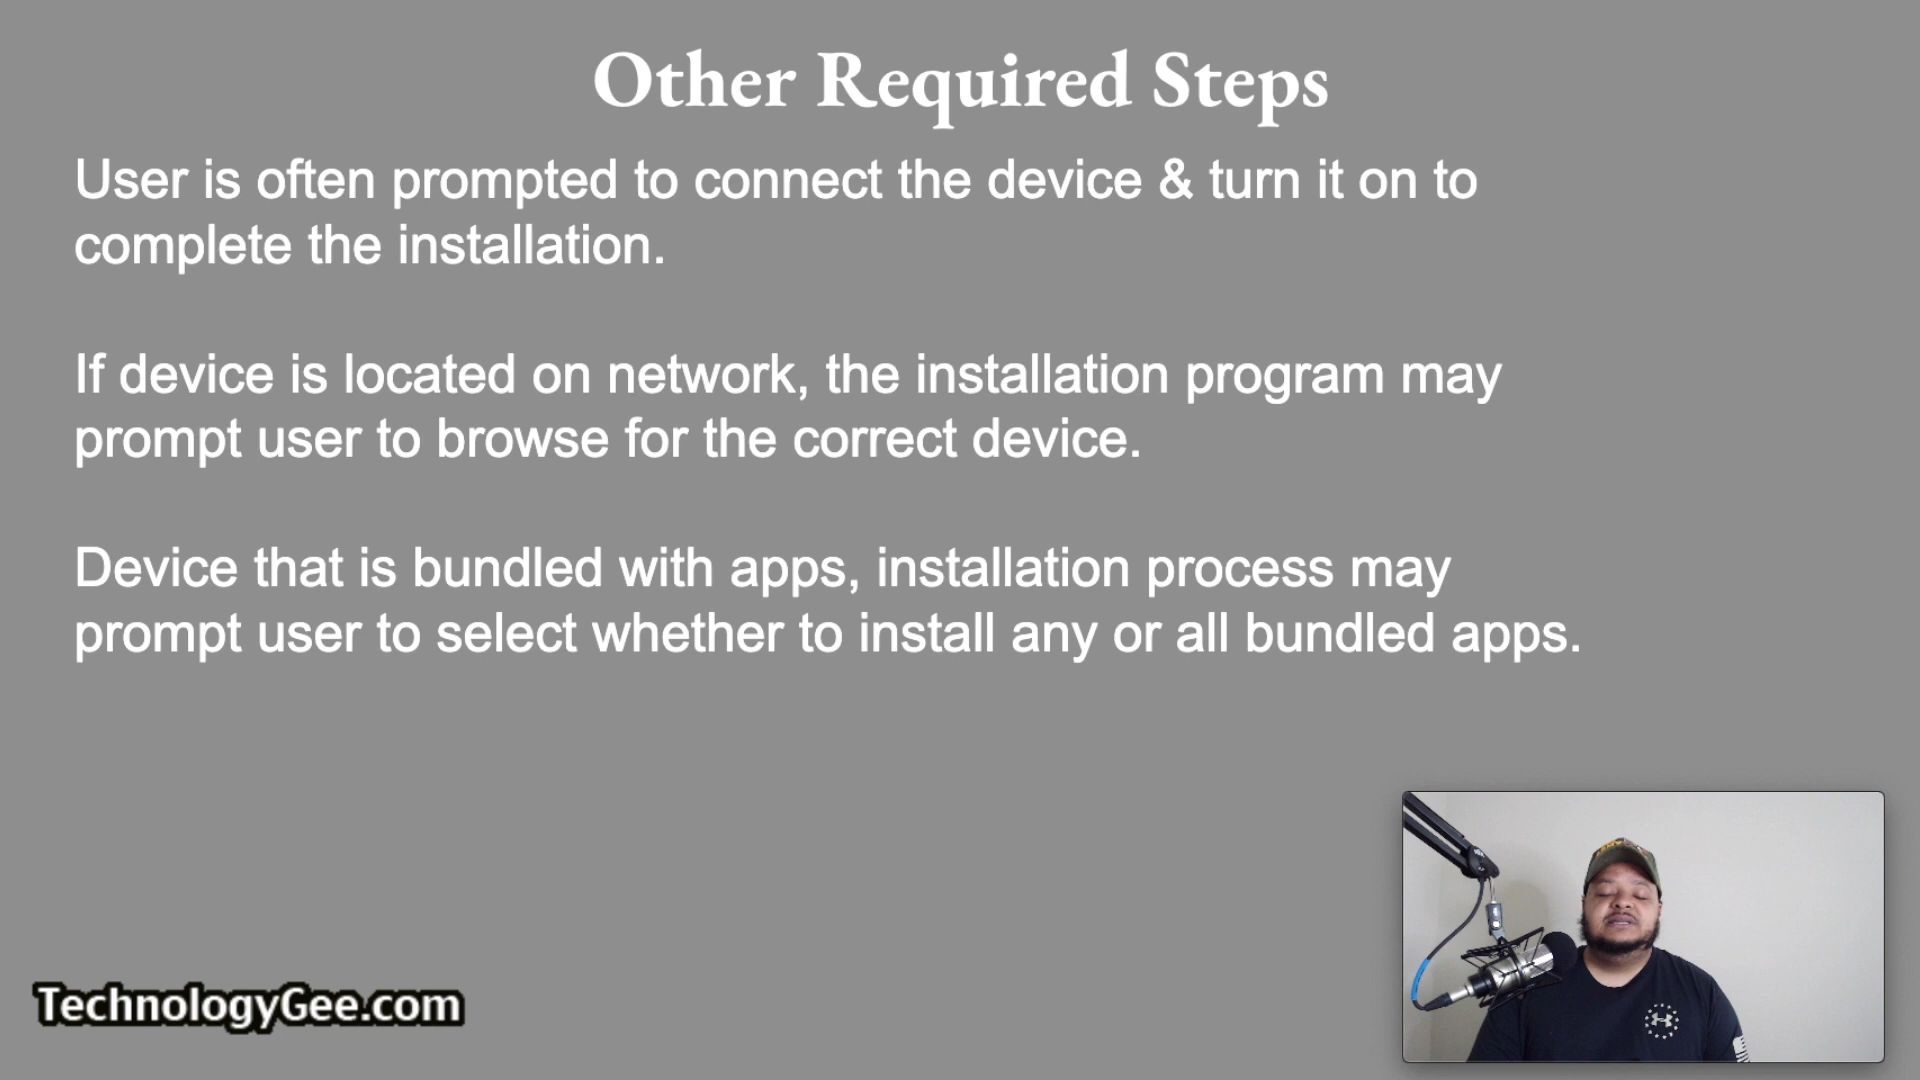 Other Required Steps
User is often prompted to connect the device & turn it on to
complete the installation.
If device is located on network, the installation program may
prompt user to browse for the correct device.
Device that is bundled with apps, installation process may
prompt user to select whether to install any or all bundled apps.
TechnologyGee.com